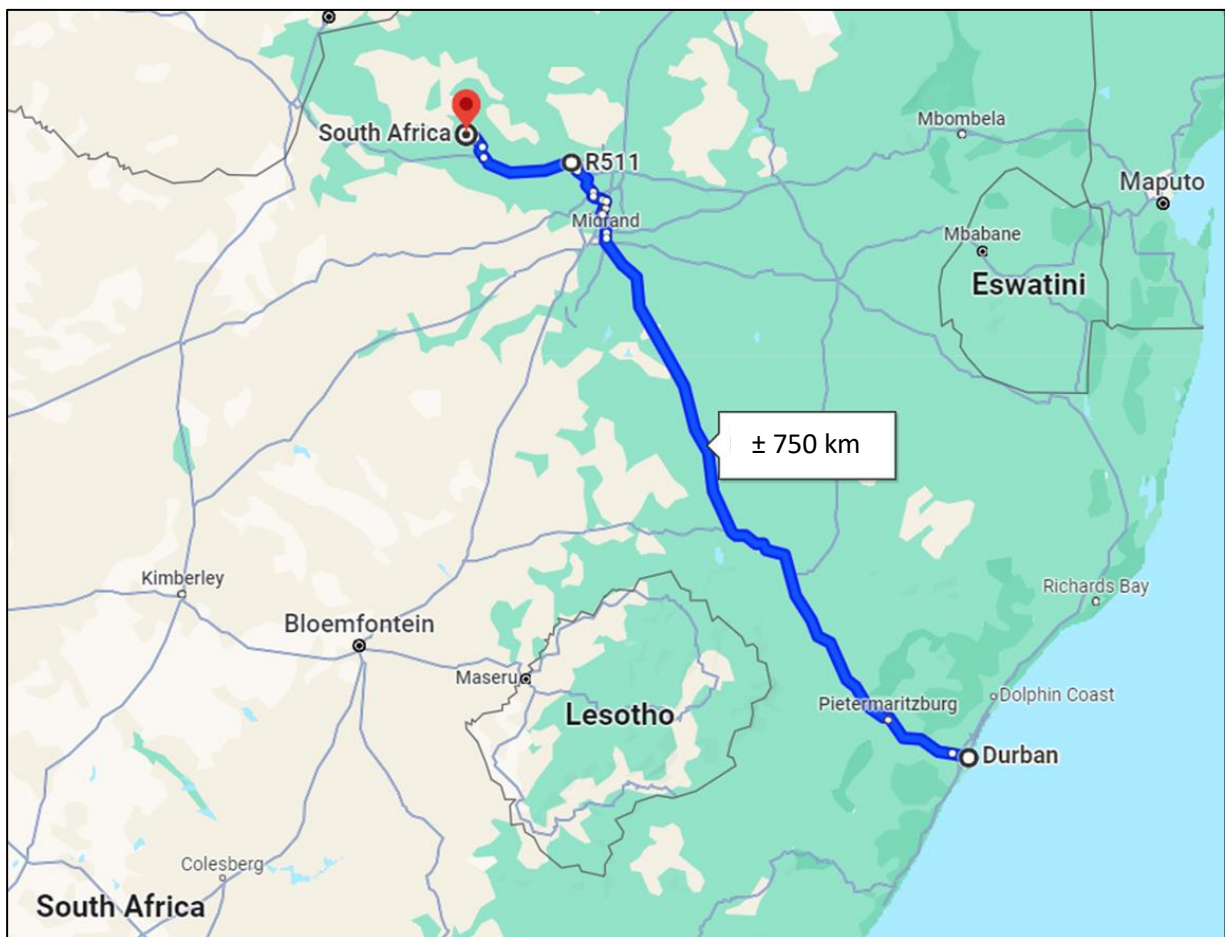 Mbombela
South Africa
R511
Maputo
Midrand
Mbabane
Eswatini
± 750 km
Kimberley
Richards Bay
Bloemfontein
Maseru
Dolphin Coast
Lesotho
Pietermaritzburg
Durban
Colesberg
South Africa